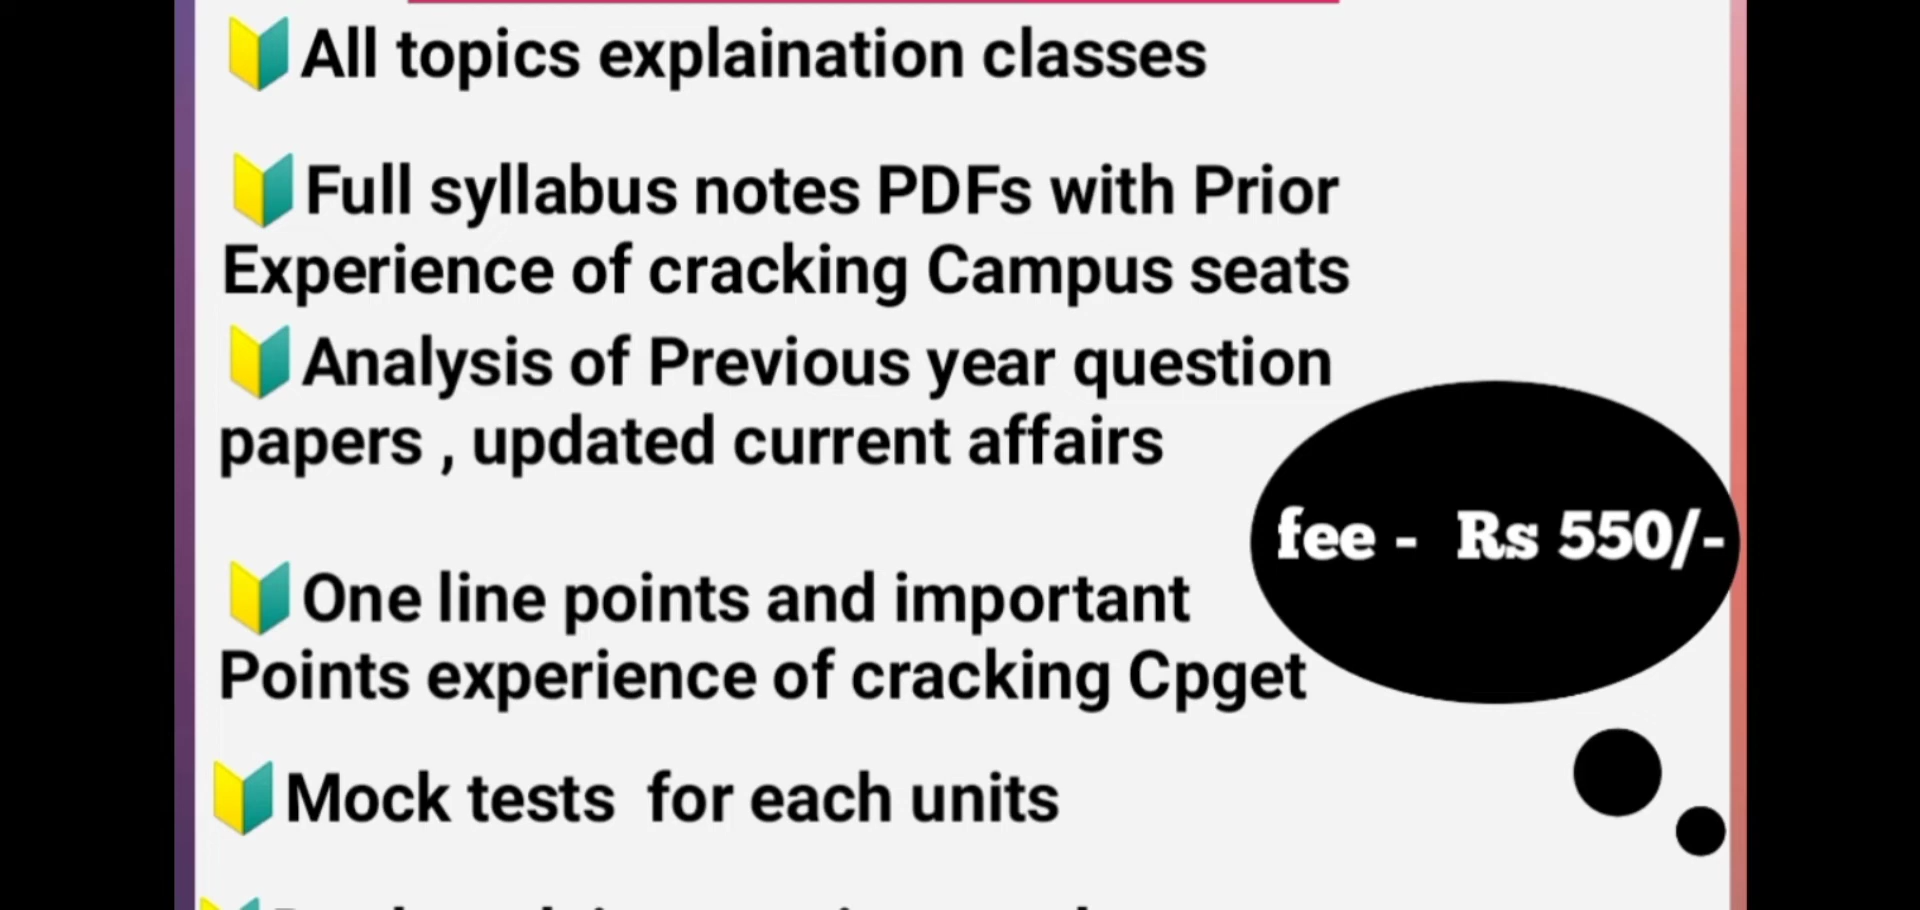 🔰All topics explaination classes
🔰Full syllabus notes PDFs with Prior
Experience of cracking Campus seats
🔰Analysis of Previous year question
papers , updated current affairs
fee - Rs 550/-
🔰One line points and important
Points experience of cracking Cpget
🔰Mock tests for each units